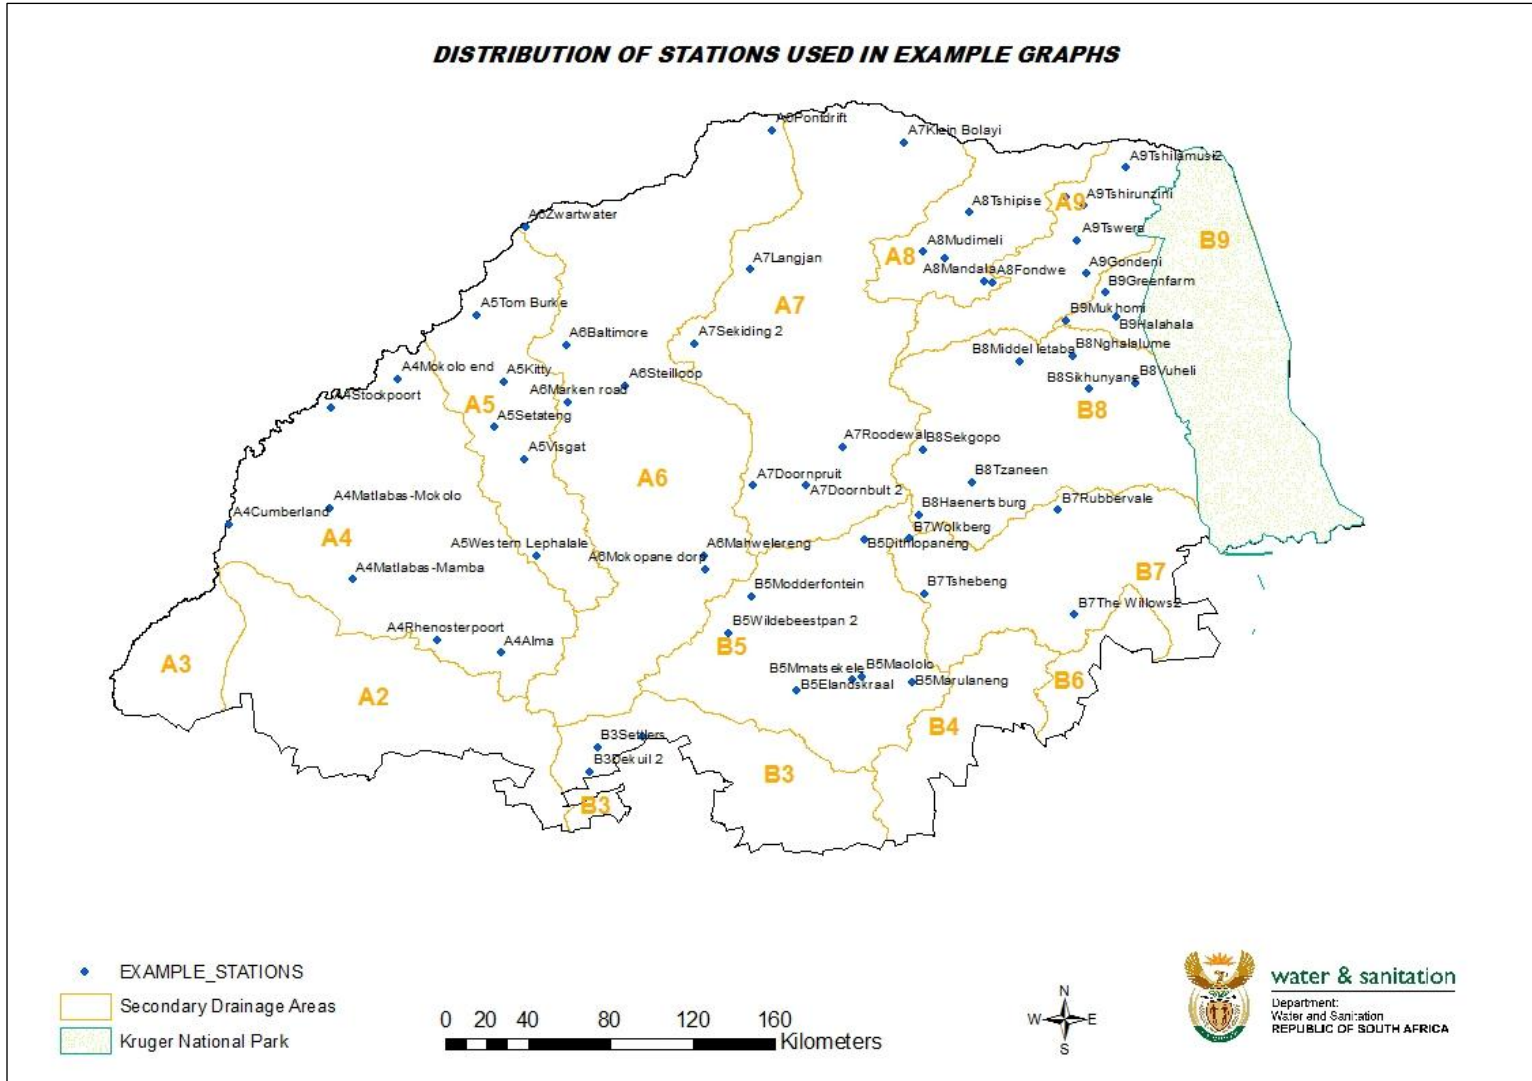 DISTRIBUTION OF STATIONS USED IN EXAMPLE GRAPHS
A6Pontdrift
A7Klein Bolayi
A9Tshilamusi2
A9
A9Tshirunzini
A8Tshipise
A6Zwartwater
A9Tswera
B9
A8Mudimeli
A8
A7Langjan
A8Mandala
A8Fondwe
A9Gondeni
B9Greenfarm
A5Tom Burke
A7
B9Mukhomi
B9Halahala
A6Baltimore
A7Sekiding 2
B8Middel letaba
B8Nghalalume
A4Mokolo end
A5Kitty
A6Steilloop
B8Sikhunyane
B8Vuheli
A4Stockpoort
A6Marken road
A5
B8
A5Setateng
A5Visgat
A7Roodewal
B8Sekgopo
A6
B8Tzaneen
A4Matlabas-Mokolo
A7Doornpruit
A7Doornbult 2
A4Cumberland
B8Haenertsburg
B7Rubbervale
A4
B7Wolkberg
A5Western Lephalale
A6Mahwelereng
A6Mokopane dorp
B5Dithlopaneng
A4Matlabas-Mamba
B5Modderfontein
B7Tshebeng
B7
B7The Willows2
B5Wildebeestpan 2
A4Rhenosterpoort
A4Alma
B5
A3
B5Mmatsekele
B5Maololo
B5Elandskraal
B5Marulaneng
B6
A2
B4
B3Settlers
B3Dekuil 2
B3
B3
EXAMPLE_STATIONS
Secondary Drainage Areas
Kruger National Park
0 20 40 80 120 160
Kilometers
N
W E
S
water & sanitation
Department:
Water and Sanitation
REPUBLIC OF SOUTH AFRICA